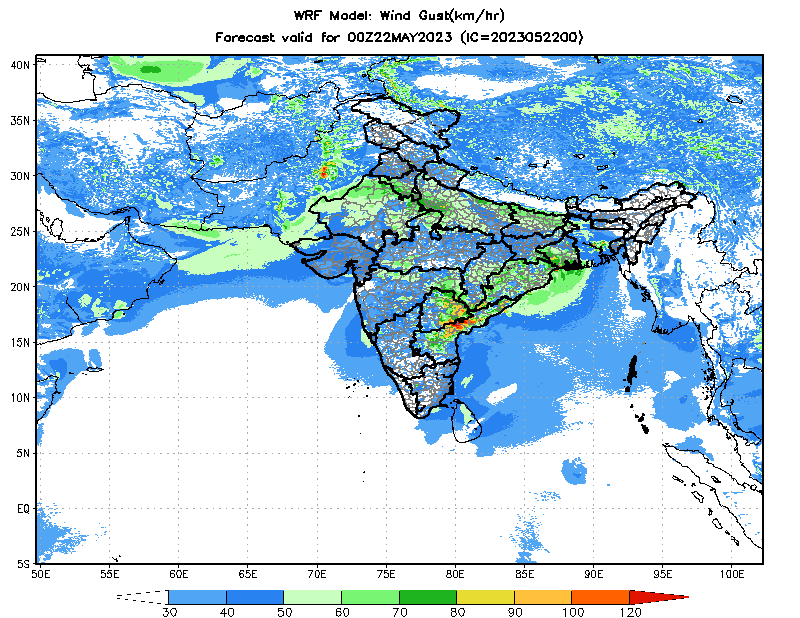 WRF Model: Wind Gust(km/hr)
Forecast valid for 00Z22MAY2023 (IC=2023052200)
40N
35N
30N
25N
20N
15N
10N
5N
EQ
5S
50E 55E 60E 65E 70E 75E 80E 85E 90E 95E 100E
30 40 50 60 70 80 90 100 120